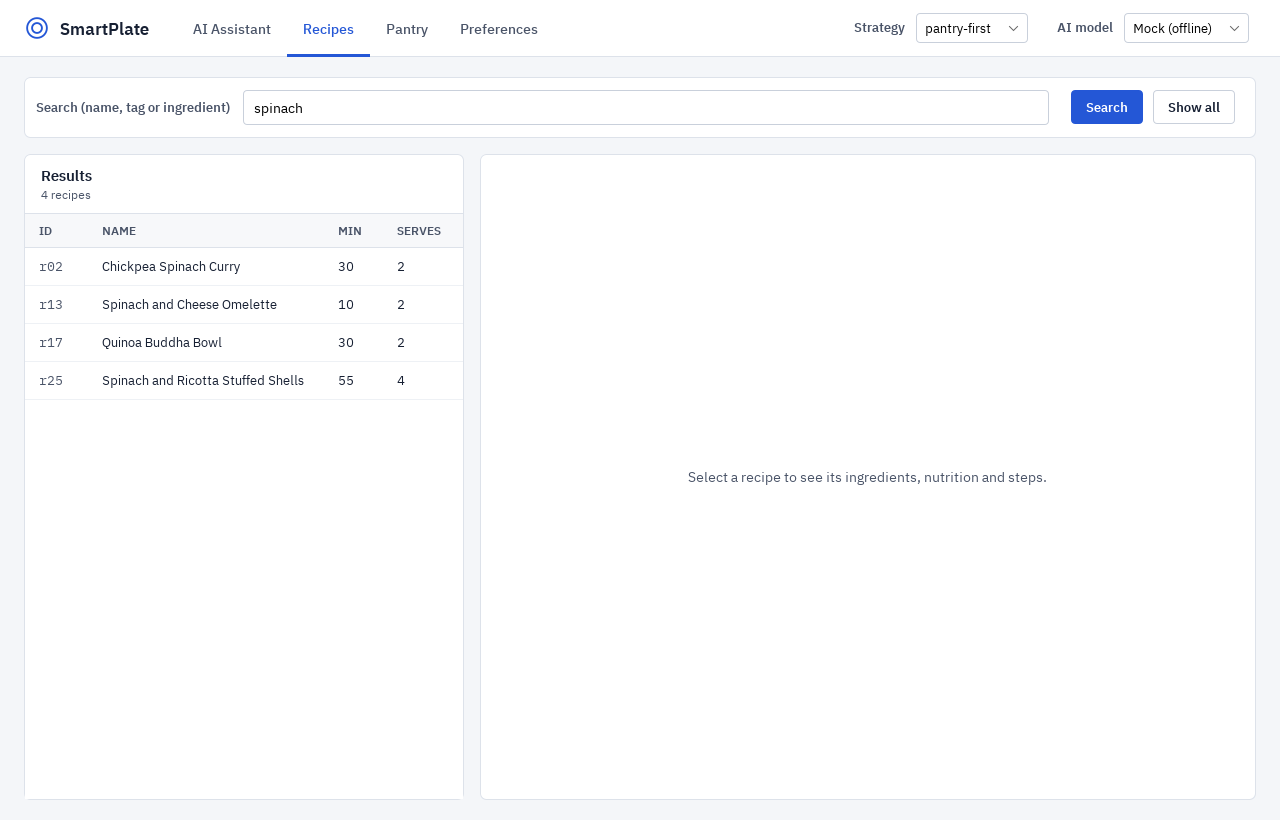 SmartPlate
AI Assistant
Recipes
Pantry
Preferences
Strategy
pantry-first
AI model
Mock (offline)
Search (name, tag or ingredient)
spinach
Search
Show all
Results
4 recipes
ID NAME MIN SERVES
r02 Chickpea Spinach Curry 30 2
r13 Spinach and Cheese Omelette 10 2
r17 Quinoa Buddha Bowl 30 2
r25 Spinach and Ricotta Stuffed Shells 55 4
Select a recipe to see its ingredients, nutrition and steps.